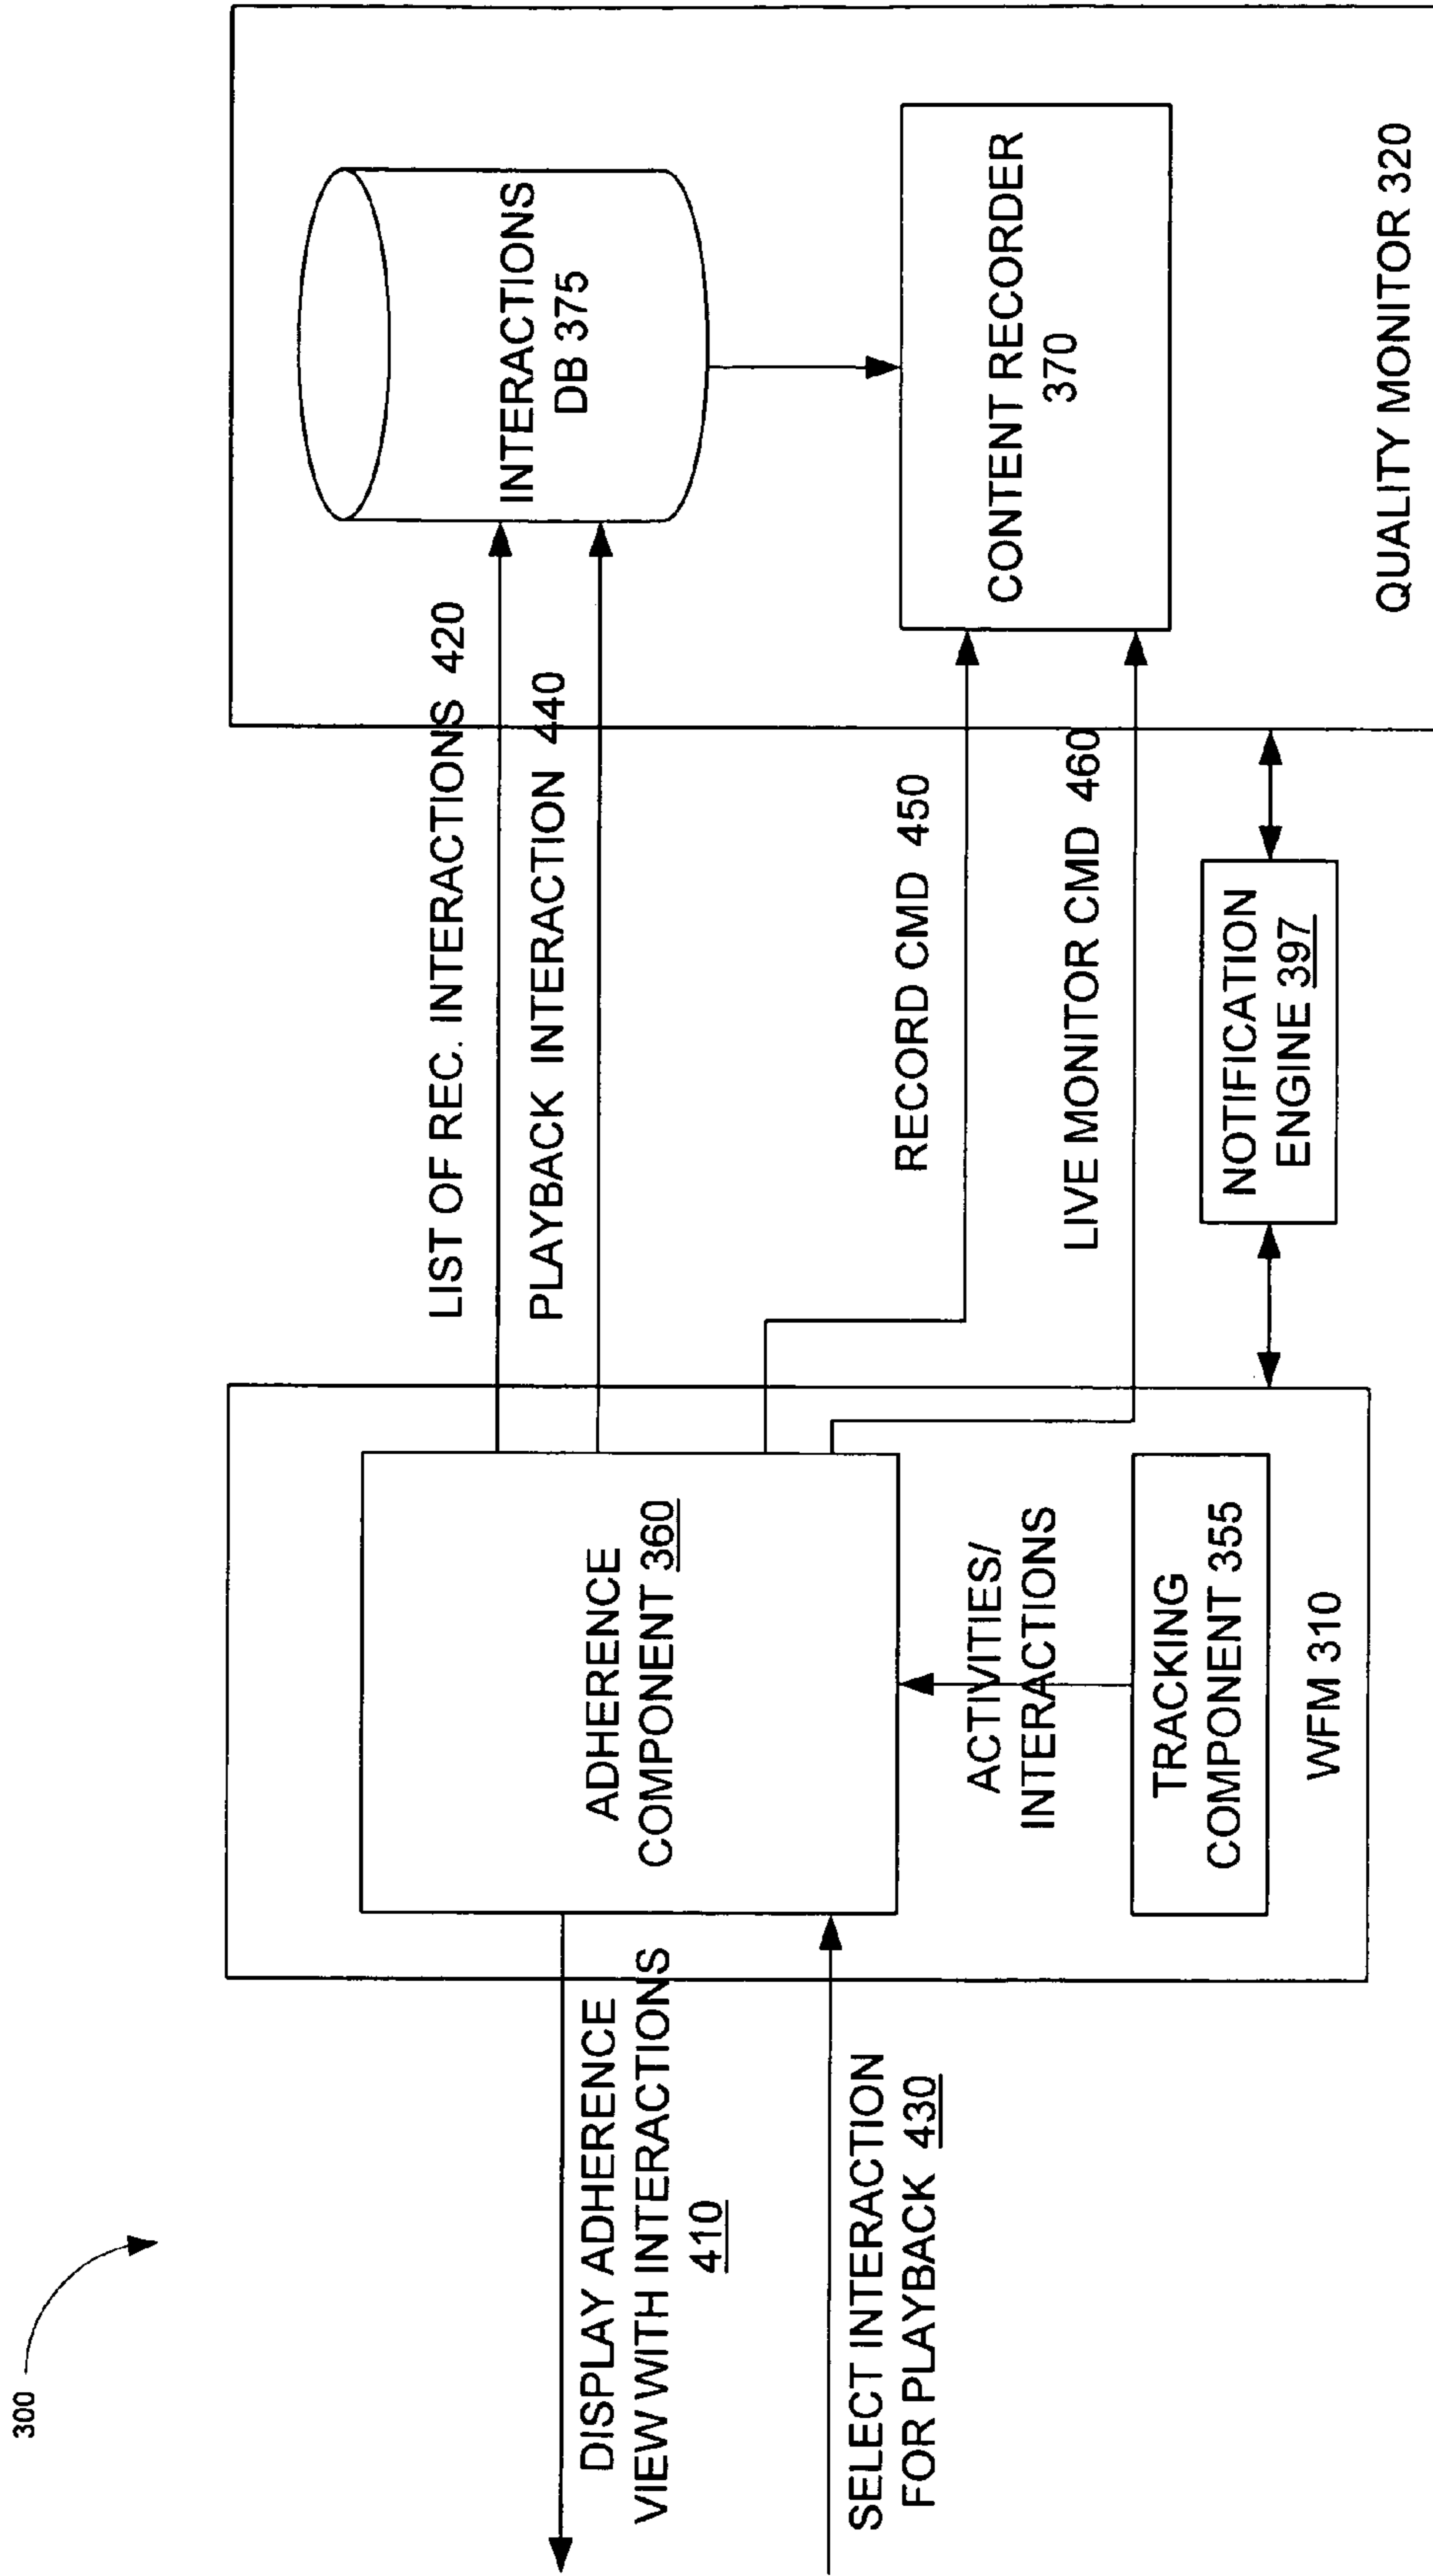 300
DISPLAY ADHERENCE
VIEW WITH INTERACTIONS
410
SELECT INTERACTION
FOR PLAYBACK 430
ADHERENCE
COMPONENT 360
ACTIVITIES/
INTERACTIONS
TRACKING
COMPONENT 355
WFM 310
LIST OF REC. INTERACTIONS 420
PLAYBACK INTERACTION 440
RECORD CMD 450
LIVE MONITOR CMD 460
NOTIFICATION
ENGINE 397
INTERACTIONS
DB 375
CONTENT RECORDER
370
QUALITY MONITOR 320